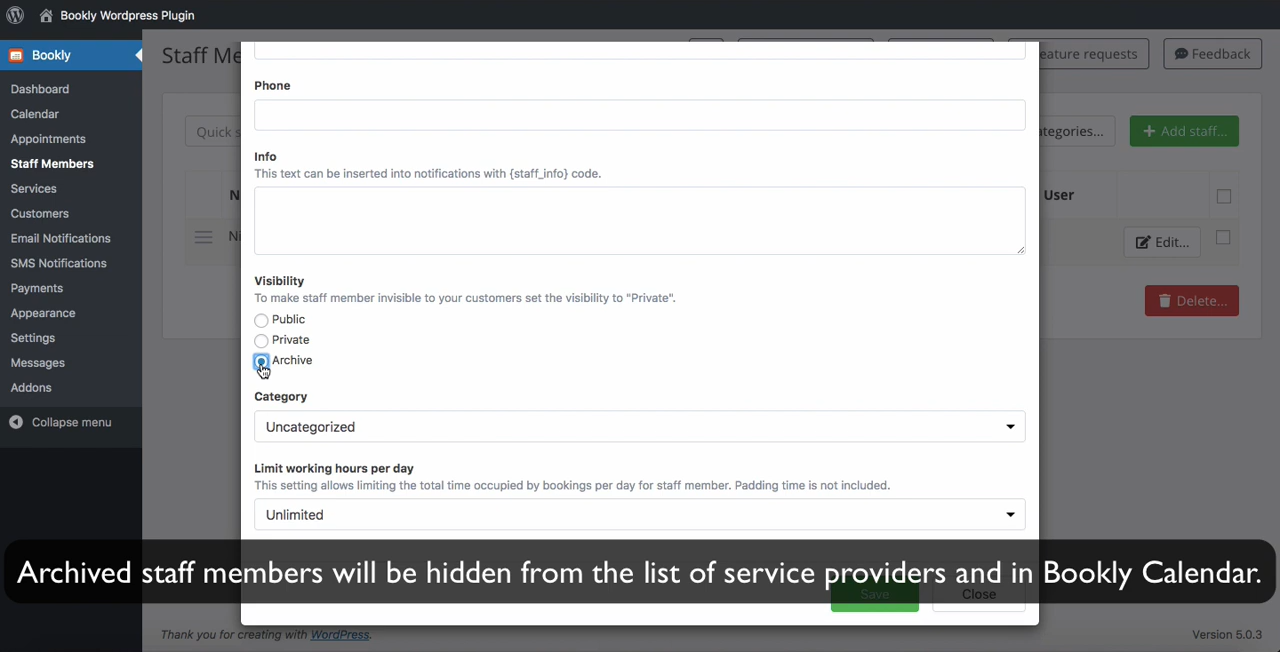 Bookly Wordpress Plugin
Bookly
Dashboard
Calendar
Appointments
Staff Members
Services
Customers
Email Notifications
SMS Notifications
Payments
Appearance
Settings
Messages
Addons
Collapse menu
Staff Me
eature requests
Feedback
Quick s
ategories...
Add staff...
N
User
Ni
Edit...
Delete...
Phone
Info
This text can be inserted into notifications with {staff_info} code.
Visibility
To make staff member invisible to your customers set the visibility to "Private".
Public
Private
Archive
Category
Uncategorized
Limit working hours per day
This setting allows limiting the total time occupied by bookings per day for staff member. Padding time is not included.
Unlimited
Archived staff members will be hidden from the list of service providers and in Bookly Calendar.
Save
Close
Thank you for creating with WordPress.
Version 5.0.3